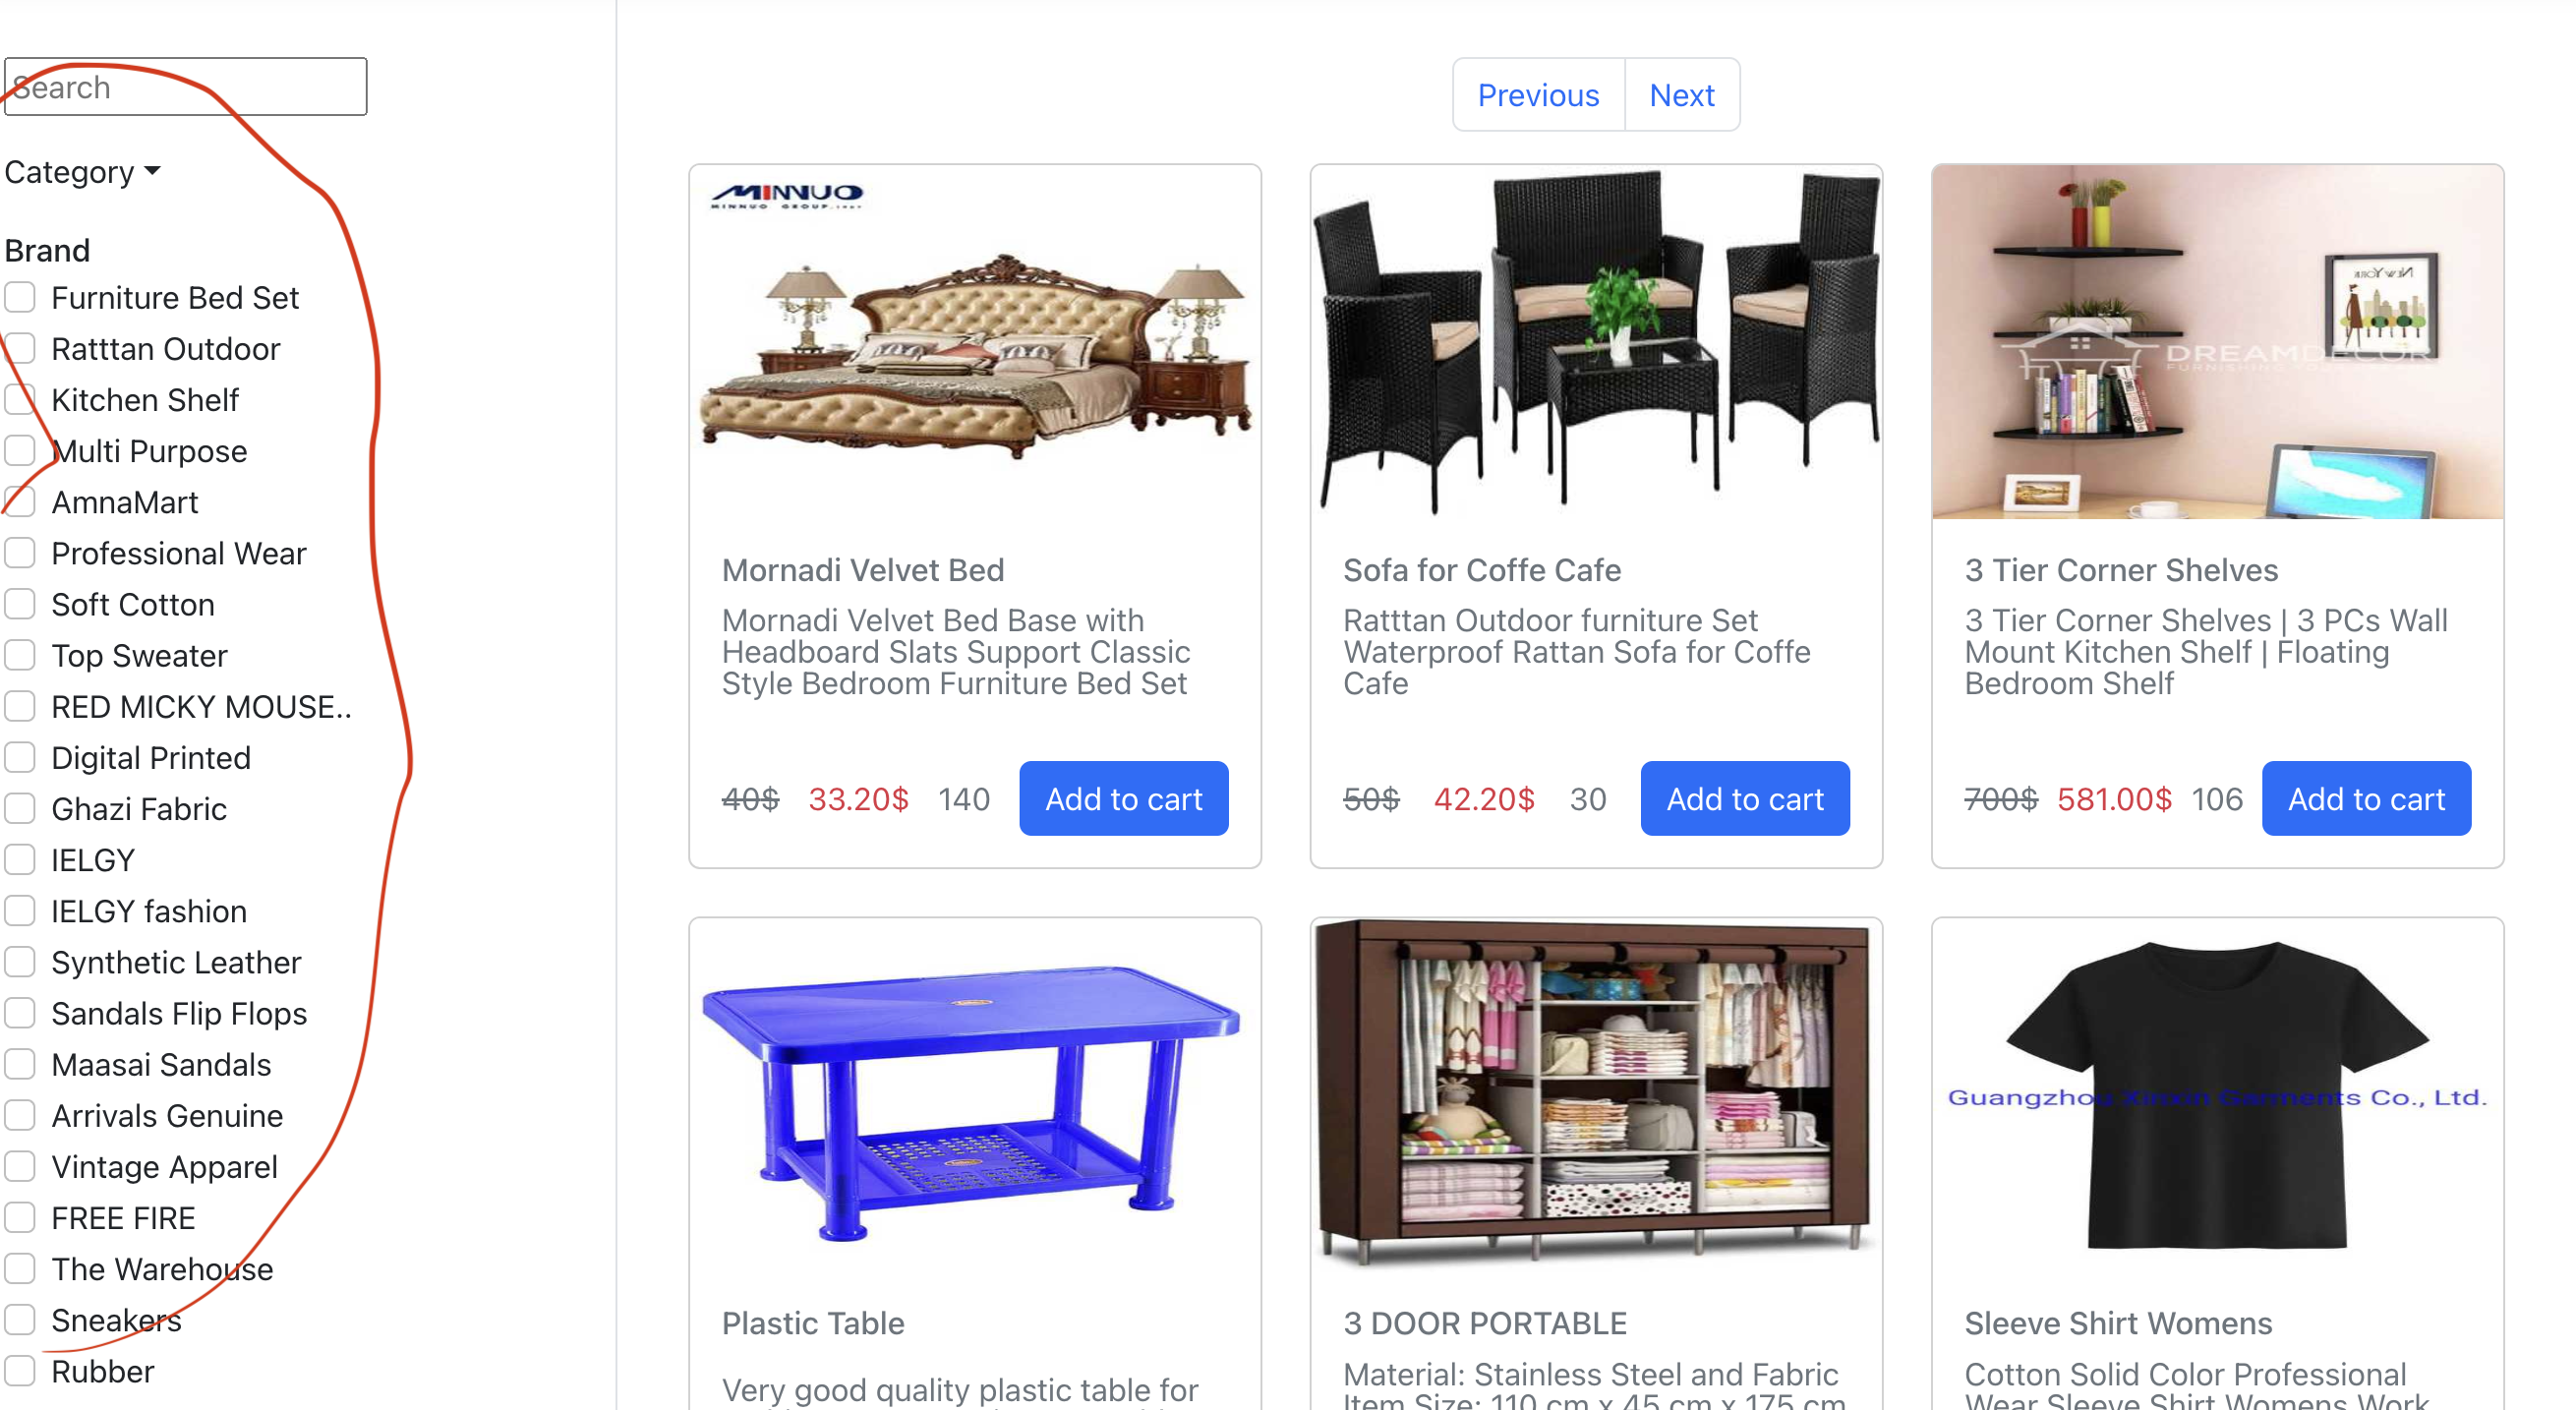 Search
Category
Brand
Furniture Bed Set
Ratttan Outdoor
Kitchen Shelf
Multi Purpose
AmnaMart
Professional Wear
Soft Cotton
Top Sweater
RED MICKY MOUSE..
Digital Printed
Ghazi Fabric
IELGY
IELGY fashion
Synthetic Leather
Sandals Flip Flops
Maasai Sandals
Arrivals Genuine
Vintage Apparel
FREE FIRE
The Warehouse
Sneakers
Rubber
Previous Next
MINNUO
MINNUO GROUP
Mornadi Velvet Bed
Mornadi Velvet Bed Base with
Headboard Slats Support Classic
Style Bedroom Furniture Bed Set
40$ 33.20$ 140 Add to cart
Sofa for Coffe Cafe
Ratttan Outdoor furniture Set
Waterproof Rattan Sofa for Coffe
Cafe
50$ 42.20$ 30 Add to cart
NEW YORK
DREAMDECOR
3 Tier Corner Shelves
3 Tier Corner Shelves | 3 PCs Wall
Mount Kitchen Shelf | Floating
Bedroom Shelf
700$ 581.00$ 106 Add to cart
Plastic Table
Very good quality plastic table for
3 DOOR PORTABLE
Material: Stainless Steel and Fabric
Item Size: 110 cm x 45 cm x 175 cm
Guangzhou Xinxin Garments Co., Ltd.
Sleeve Shirt Womens
Cotton Solid Color Professional
Wear Sleeve Shirt Womens Work